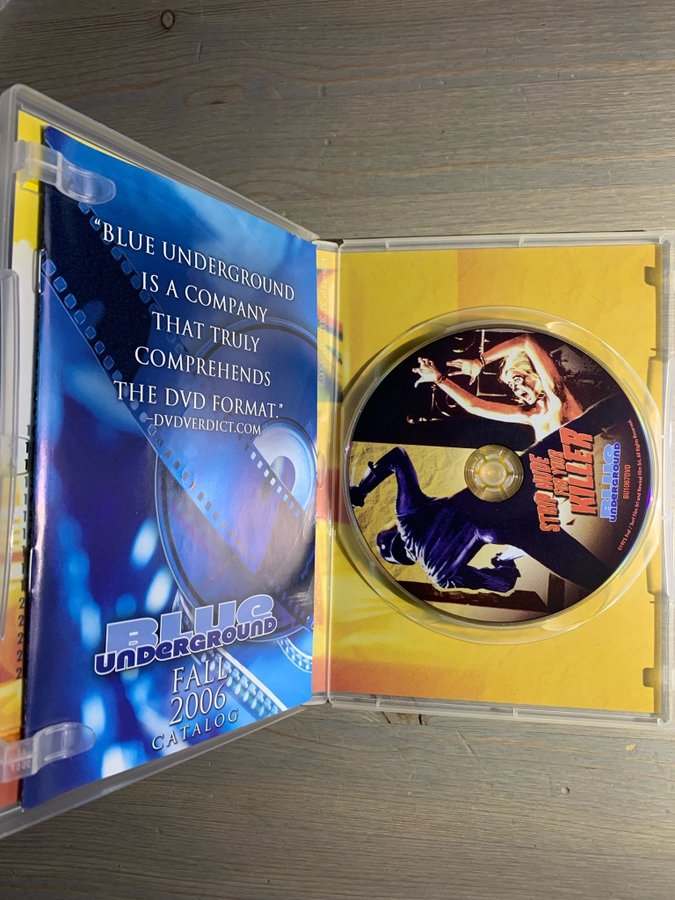 "BLUE UNDERGROUND
IS A COMPANY
THAT TRULY
COMPREHENDS
THE DVD FORMAT."
—DVDVERDICT.COM
BLUE
UNDERGROUND
FALL
2006
CATALOG
STRIP NUDE
FOR YOUR
KILLER
BLUE
UNDERGROUND